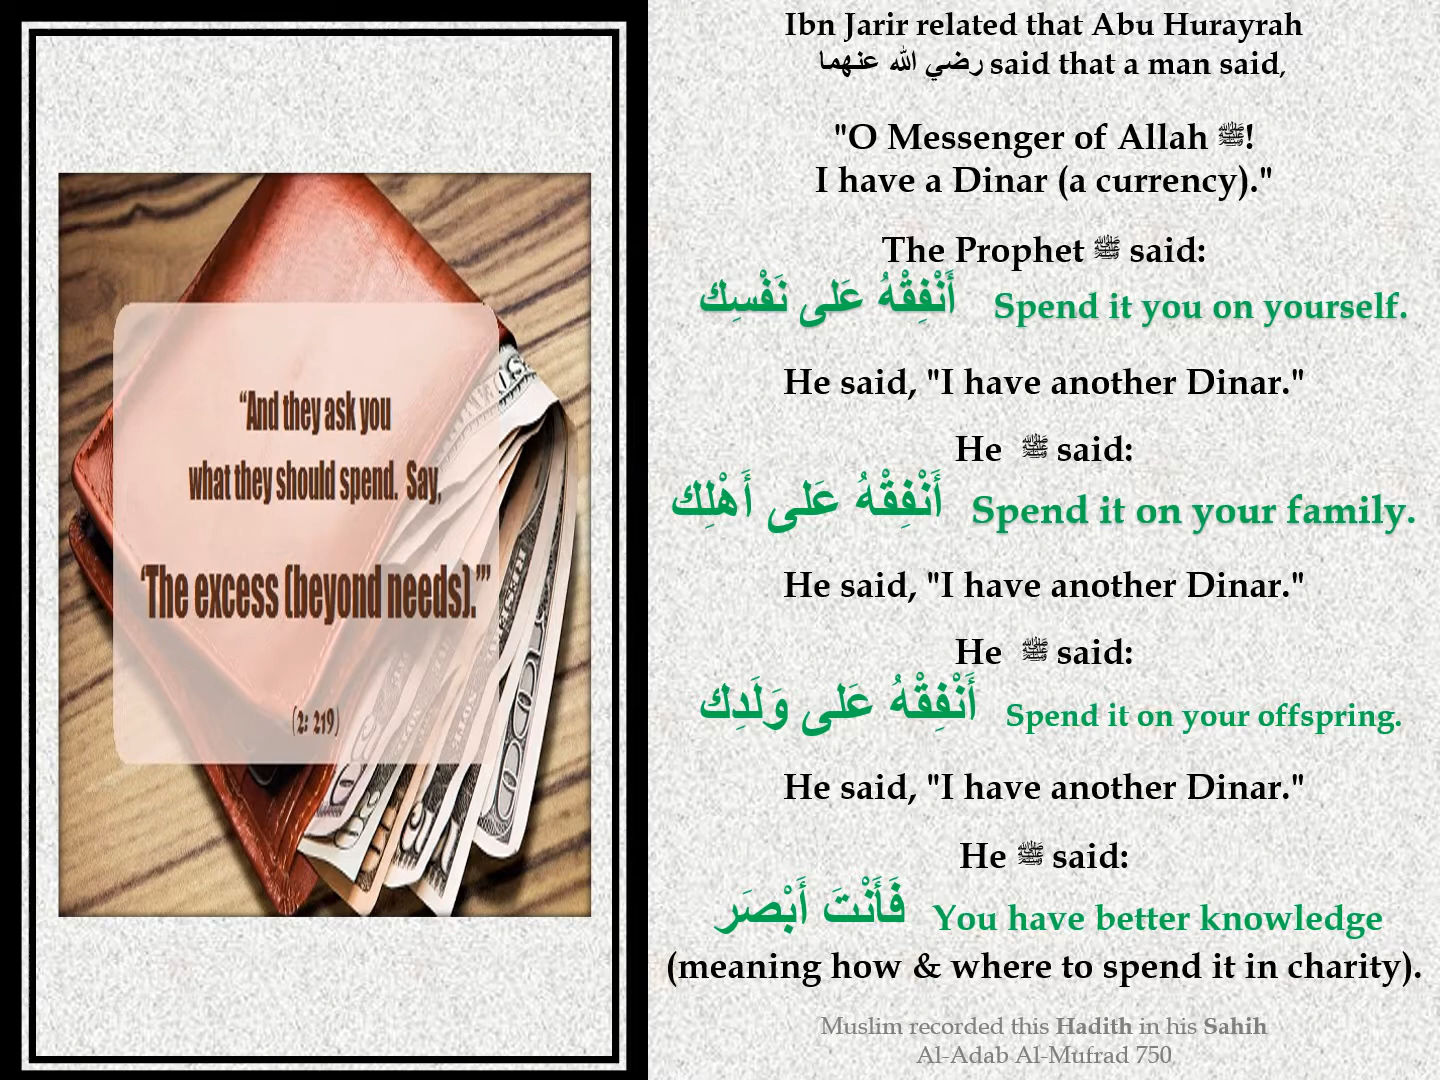 “And they ask you
what they should spend. Say,
‘The excess (beyond needs).’”
(2: 219)
Ibn Jarir related that Abu Hurayrah
رضي الله عنهما said that a man said,
"O Messenger of Allah ﷺ!
I have a Dinar (a currency)."
The Prophet ﷺ said:
أَنْفِقْهُ عَلى نَفْسِك Spend it you on yourself.
He said, "I have another Dinar."
He ﷺ said:
أَنْفِقْهُ عَلى أَهْلِك Spend it on your family.
He said, "I have another Dinar."
He ﷺ said:
أَنْفِقْهُ عَلى وَلَدِك Spend it on your offspring.
He said, "I have another Dinar."
He ﷺ said:
فَأَنْتَ أَبْصَر You have better knowledge
(meaning how & where to spend it in charity).
Muslim recorded this Hadith in his Sahih
Al-Adab Al-Mufrad 750